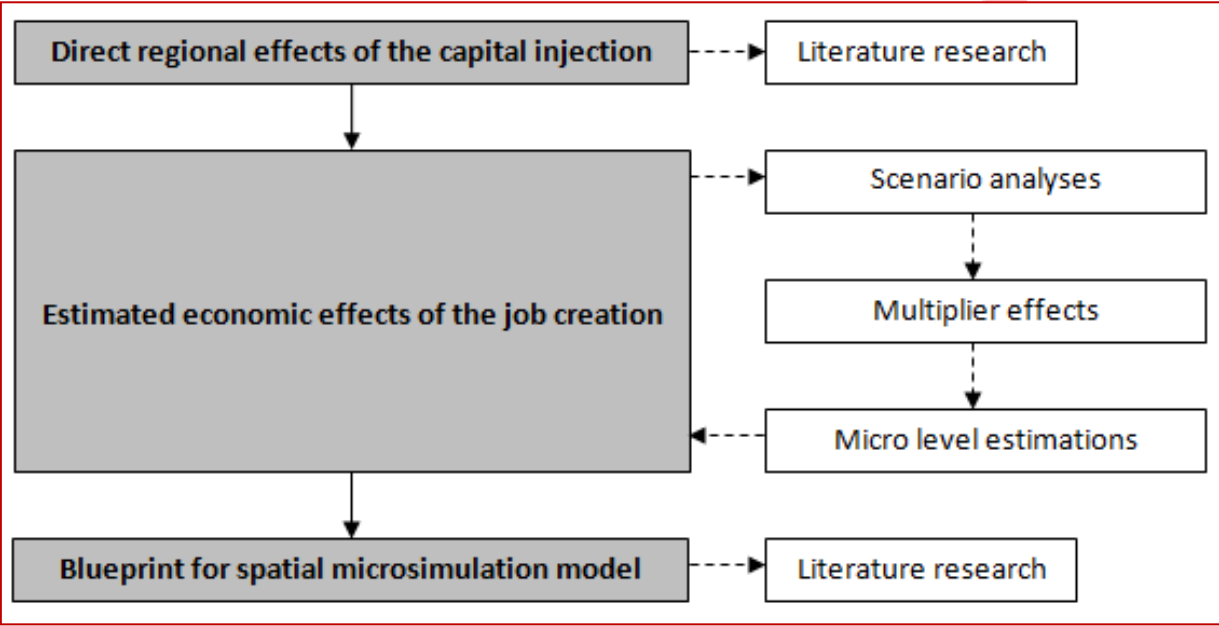 Direct regional effects of the capital injection
Literature research
Scenario analyses
Estimated economic effects of the job creation
Multiplier effects
Micro level estimations
Blueprint for spatial microsimulation model
Literature research